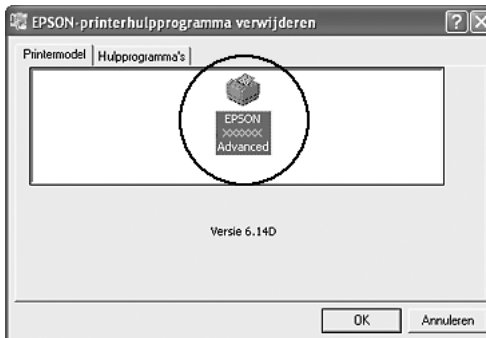 EPSON-printerhulpprogramma verwijderen
Printermodel Hulpprogramma's
EPSON
XXXXXX
Advanced
Versie 6.14D
OK Annuleren